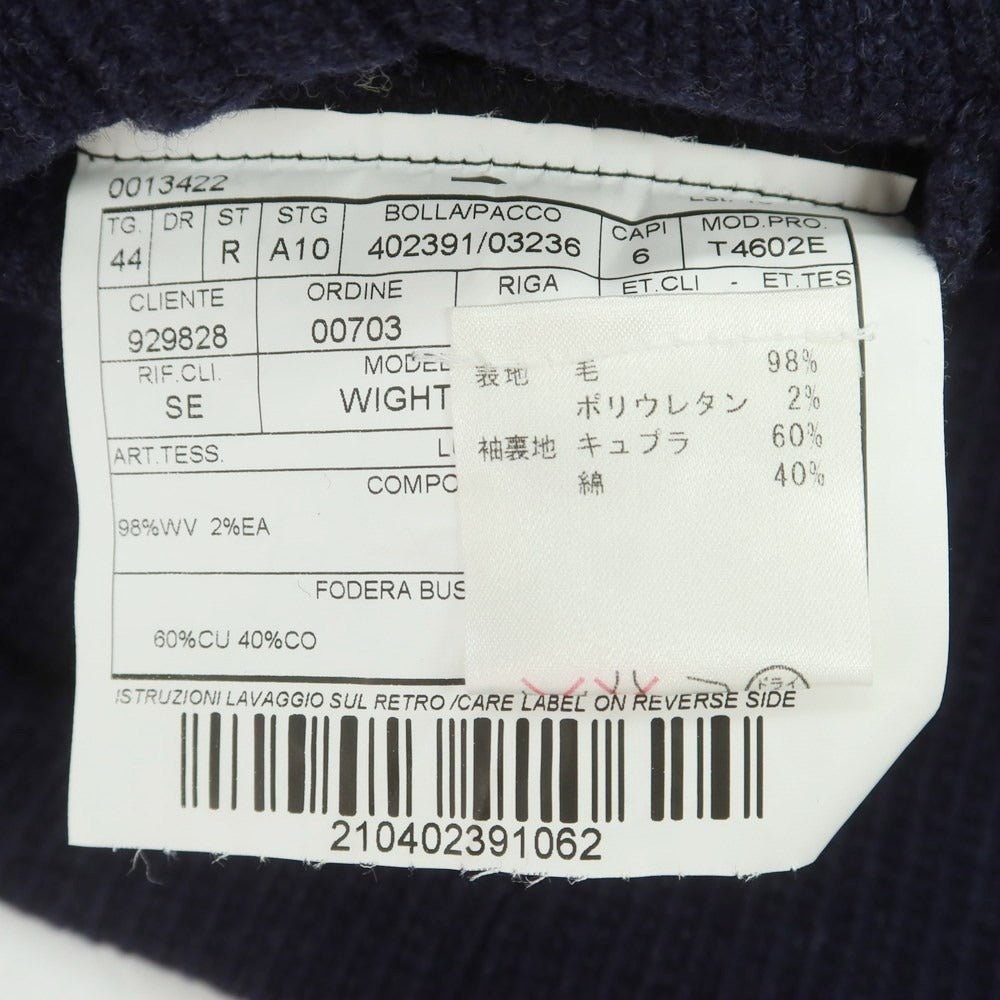 0013422
TG. DR ST STG BOLLA/PACCO CAPI MOD.PRO.
44 R A10 402391/03236 6 T4602E
CLIENTE ORDINE RIGA ET.CLI - ET.TES
929828 00703
RIF.CLI. MODEL
SE WIGHT
ART.TESS.
COMPO
98%WV 2%EA
FODERA BUS
60%CU 40%CO
表地 毛 98%
ポリウレタン 2%
袖裏地 キュプラ 60%
綿 40%
ドライ
ISTRUZIONI LAVAGGIO SUL RETRO /CARE LABEL ON REVERSE SIDE
210402391062